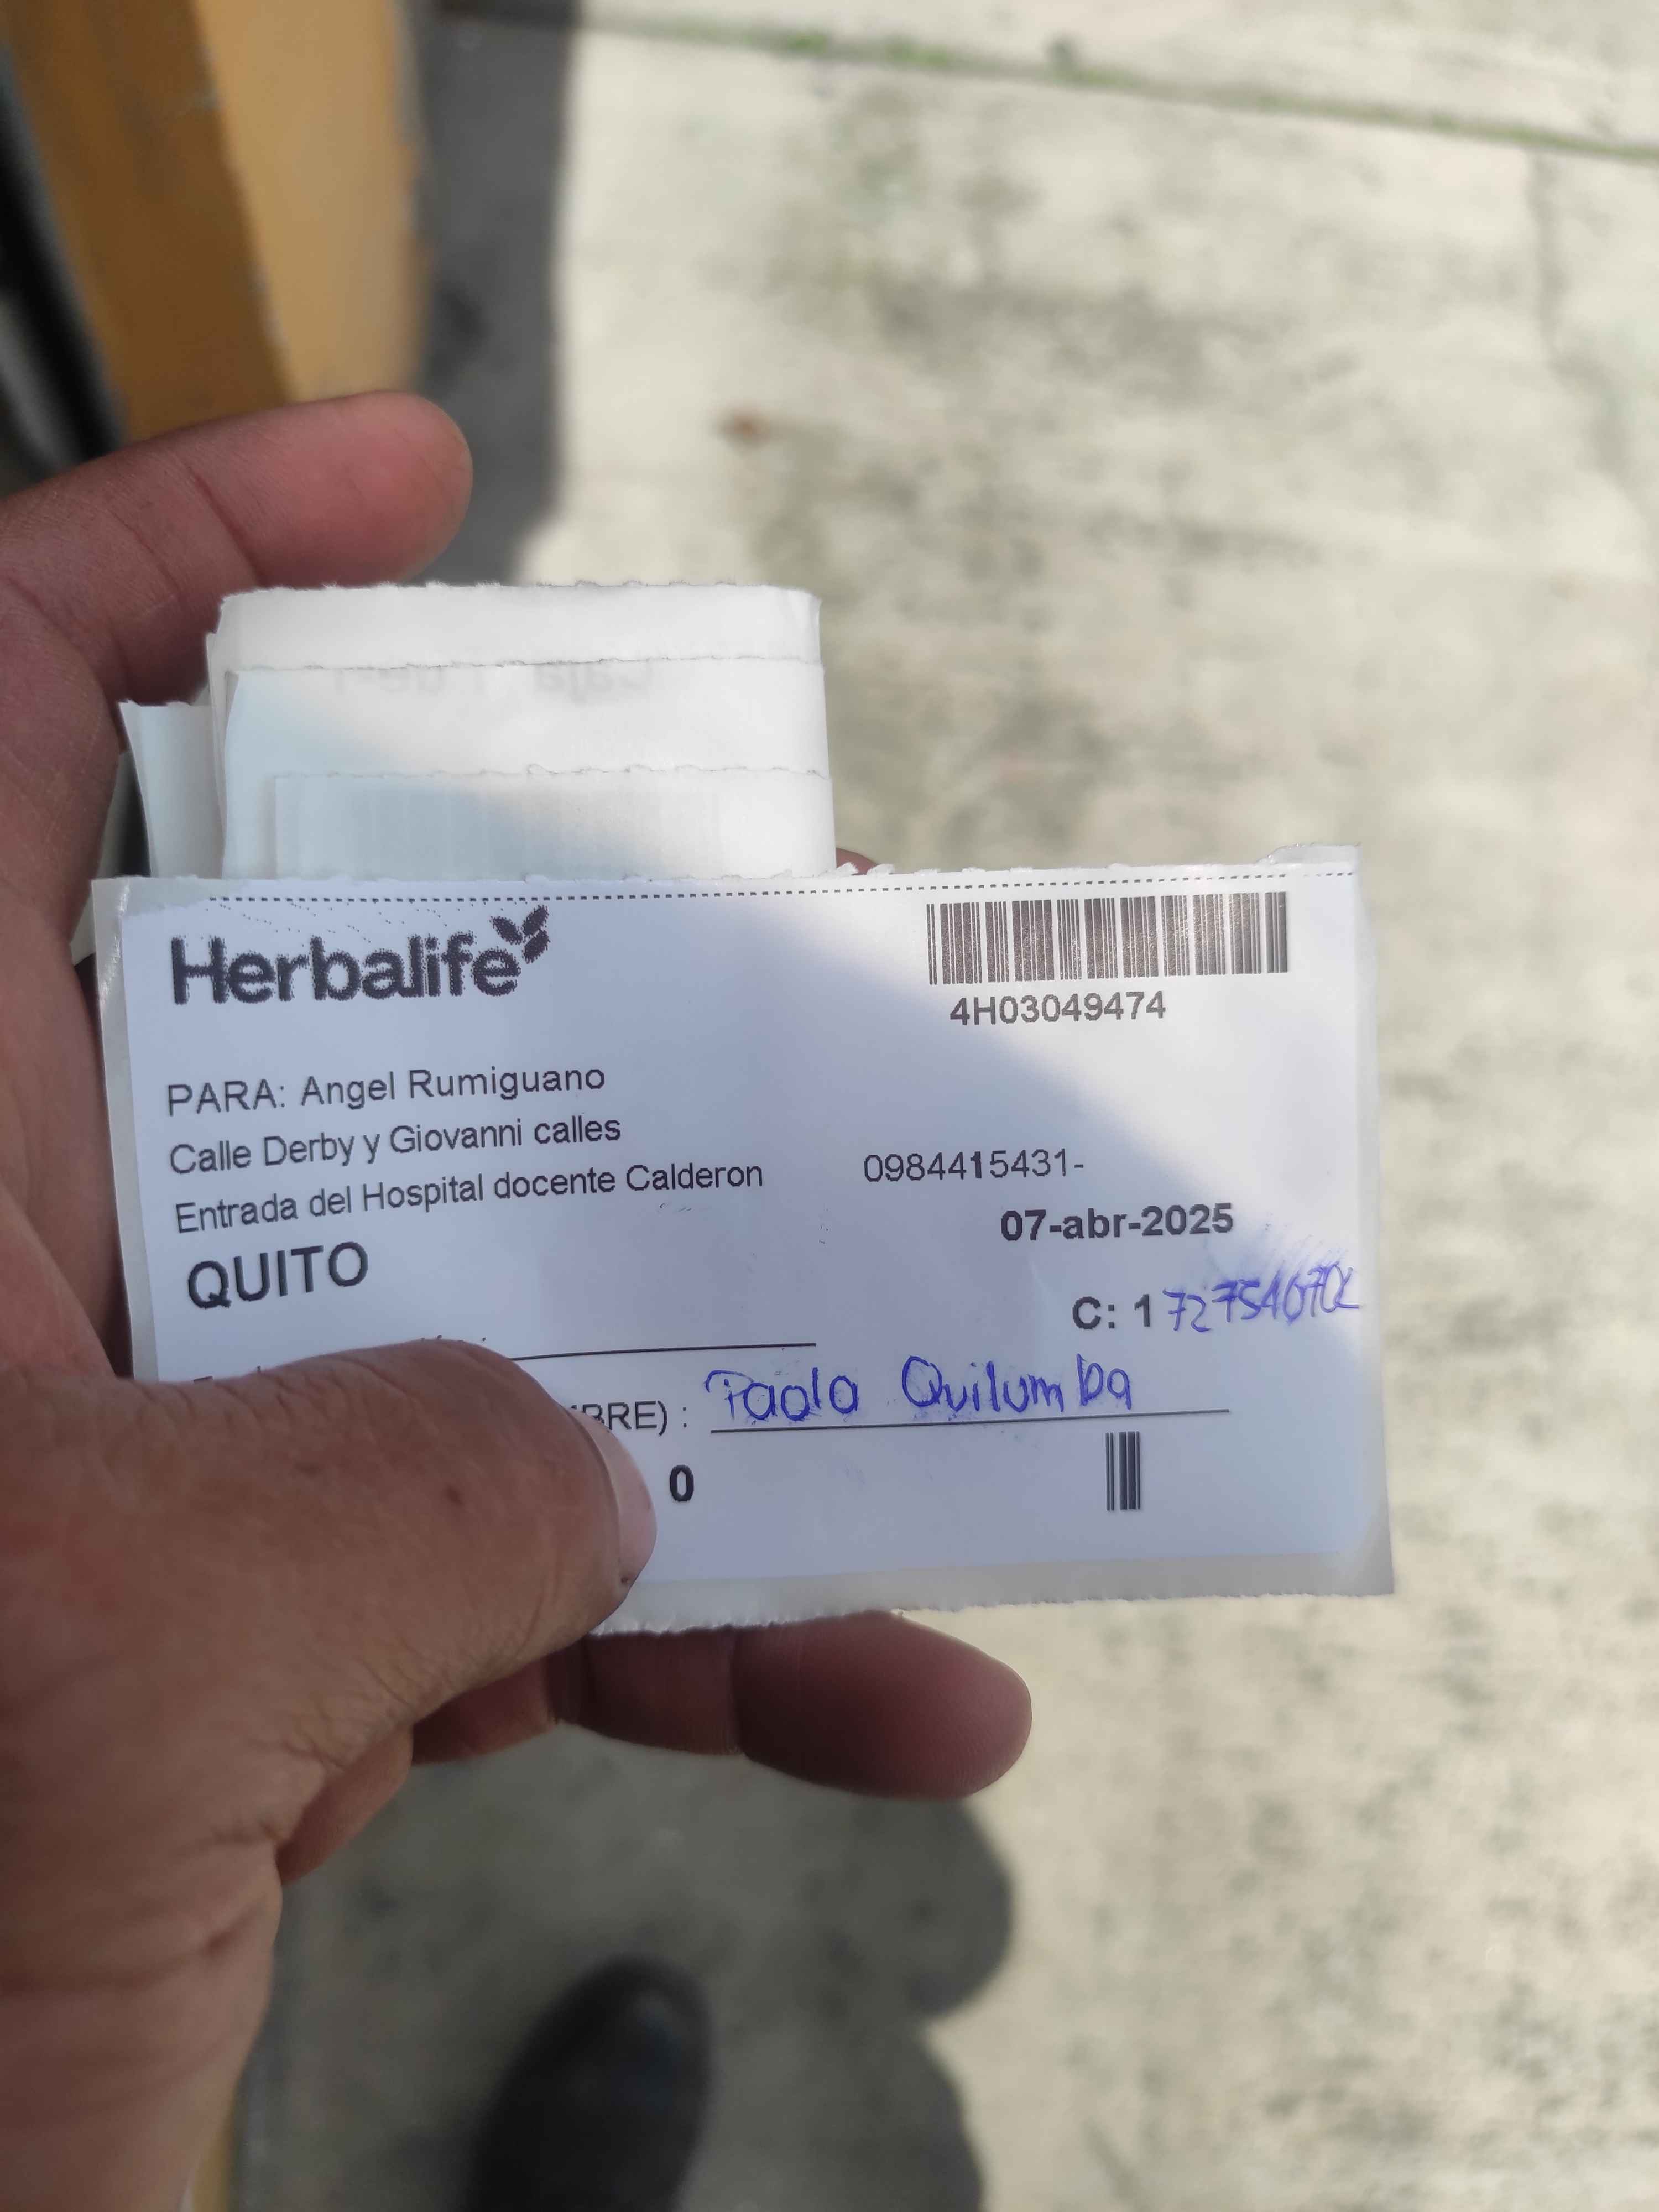 Herbalife
4H03049474
PARA: Angel Rumiguano
Calle Derby y Giovanni calles
Entrada del Hospital docente Calderon
0984415431-
07-abr-2025
QUITO
C: 1
BRE) : Paola Quilumba
0